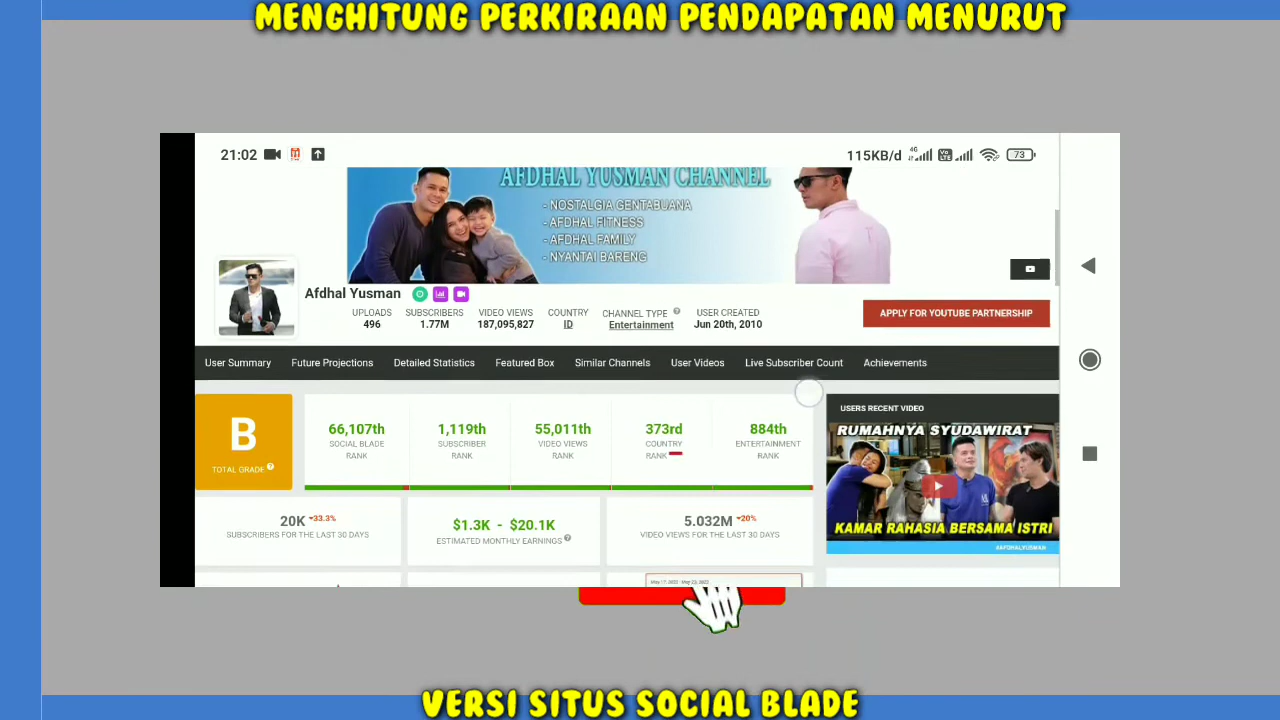 MENGHITUNG PERKIRAAN PENDAPATAN MENURUT
21:02
115KB/d 4G Vo LTE 73
AFDHAL YUSMAN CHANNEL
- NOSTALGIA GENTABUANA
- AFDHAL FITNESS
- AFDHAL FAMILY
- NYANTAI BARENG
Afdhal Yusman
UPLOADS SUBSCRIBERS VIDEO VIEWS COUNTRY CHANNEL TYPE USER CREATED
496 1.77M 187,095,827 ID Entertainment Jun 20th, 2010
APPLY FOR YOUTUBE PARTNERSHIP
User Summary Future Projections Detailed Statistics Featured Box Similar Channels User Videos Live Subscriber Count Achievements
B
TOTAL GRADE
66,107th 1,119th 55,011th 373rd 884th
SOCIAL BLADE SUBSCRIBER VIDEO VIEWS COUNTRY ENTERTAINMENT
RANK RANK RANK RANK RANK
USERS RECENT VIDEO
RUMAHNYA SYUDAWIRAT
KAMAR RAHASIA BERSAMA ISTRI
#AFDHALYUSMAN
20K 33.3%
SUBSCRIBERS FOR THE LAST 30 DAYS
$1.3K - $20.1K
ESTIMATED MONTHLY EARNINGS
5.032M 20%
VIDEO VIEWS FOR THE LAST 30 DAYS
VERSI SITUS SOCIAL BLADE